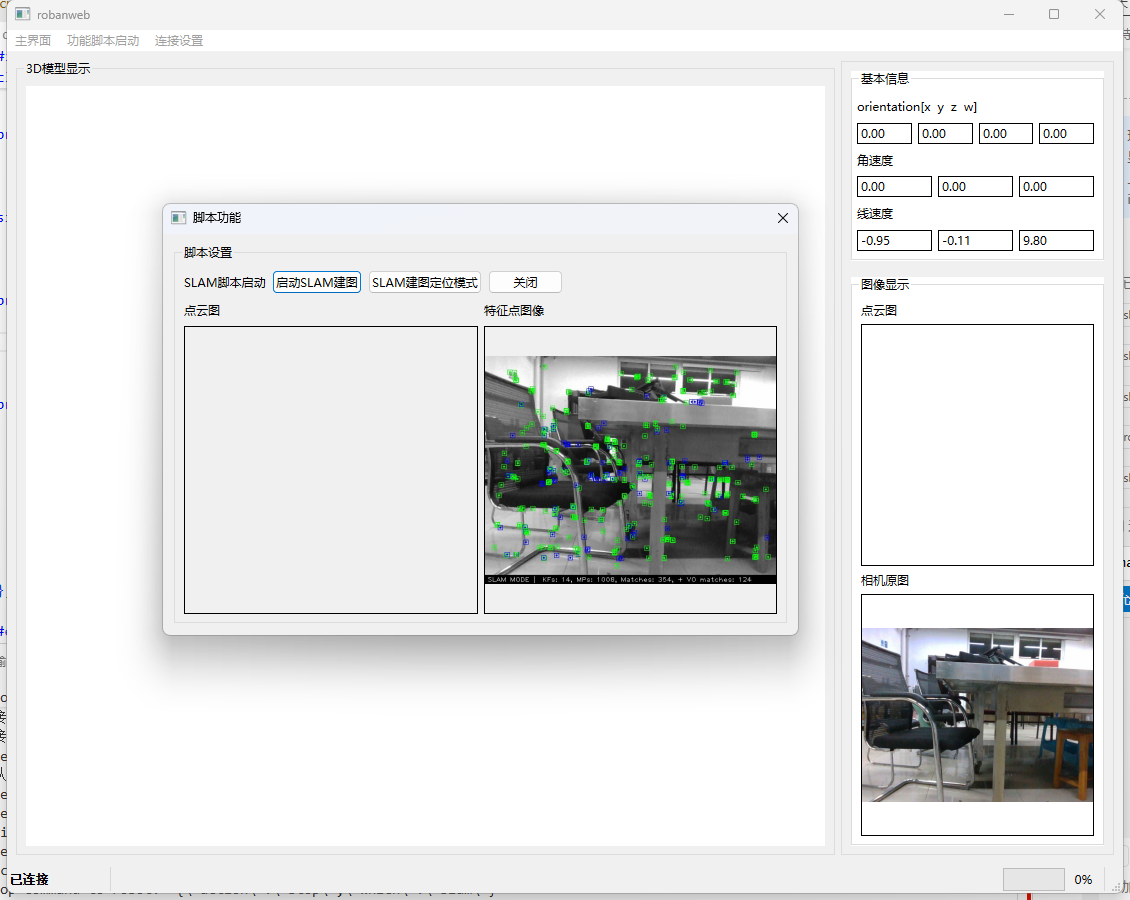 robanweb
主界面 功能脚本启动 连接设置
3D模型显示
基本信息
orientation[x y z w]
0.00 0.00 0.00 0.00
角速度
0.00 0.00 0.00
线速度
-0.95 -0.11 9.80
图像显示
点云图
相机原图
脚本功能
脚本设置
SLAM脚本启动 启动SLAM建图 SLAM建图定位模式 关闭
点云图 特征点图像
SLAM MODE | KFs: 14, MPs: 1008, Matches: 354, + VO matches: 124
已连接
0%